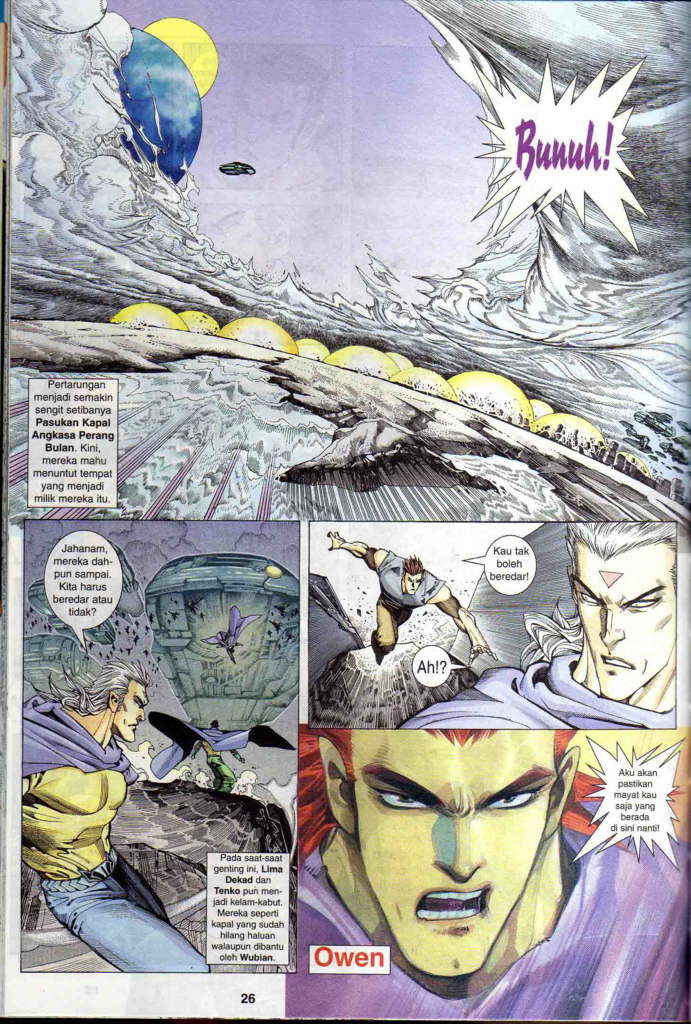 Bunuh!
Pertarungan
menjadi semakin
sengit setibanya
Pasukan Kapal
Angkasa Perang
Bulan. Kini,
mereka mahu
menuntut tempat
yang menjadi
milik mereka itu.
Jahanam,
mereka dah-
pun sampai.
Kita harus
beredar atau
tidak?
Pada saat-saat
genting ini, Lima
Dekad dan
Tenko pun men-
jadi kelam-kabut.
Mereka seperti
kapal yang sudah
hilang haluan
walaupun dibantu
oleh Wubian.
Kau tak
boleh
beredar!
Ah!?
Aku akan
pastikan
mayat kau
saja yang
berada
di sini nanti!
Owen
26